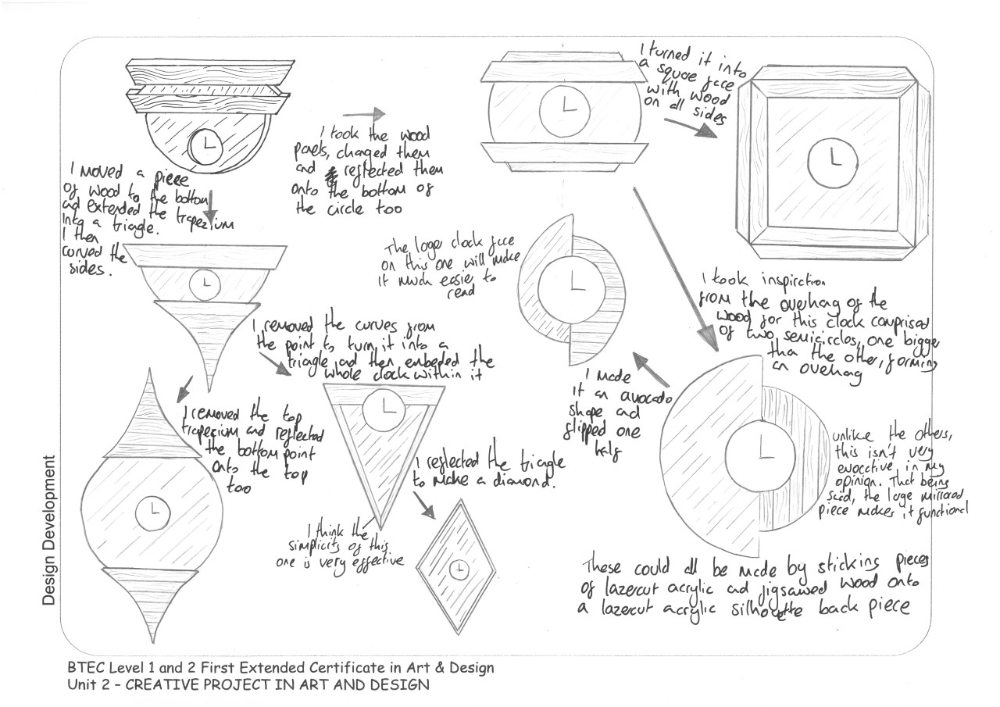 I turned it into
a square face
with wood
on all sides
I took the wood
panels, changed them
and reflected them
onto the bottom of
the circle too
I moved a piece
of wood to the bottom
and extended the trapezium
into a triagle.
I then
curved the
sides.
The larger clock face
on this one will make
it much easier to
read
I took inspiration
from the overhang of the
wood for this clock comprised
of two semicircles, one bigger
than the other, forming
an overhang
I removed the curves from
the point to turn it into a
triangle and then embeded the
whole clock within it
I made
it an avocado
shape and
flipped one
half
I removed the top
trapezium and reflected
the bottom point
onto the top
too
unlike the others,
this isn't very
evocative, in my
opinion. That being
said, the large mirrored
piece makes it functional
I reflected the triangle
to make a diamond.
I think the
simplicity of this
one is very effective
These could all be made by sticking pieces
of lazercut acrylic and jigsawed wood onto
a lazercut acrylic silhouette back piece
Design Development
BTEC Level 1 and 2 First Extended Certificate in Art & Design
Unit 2 – CREATIVE PROJECT IN ART AND DESIGN